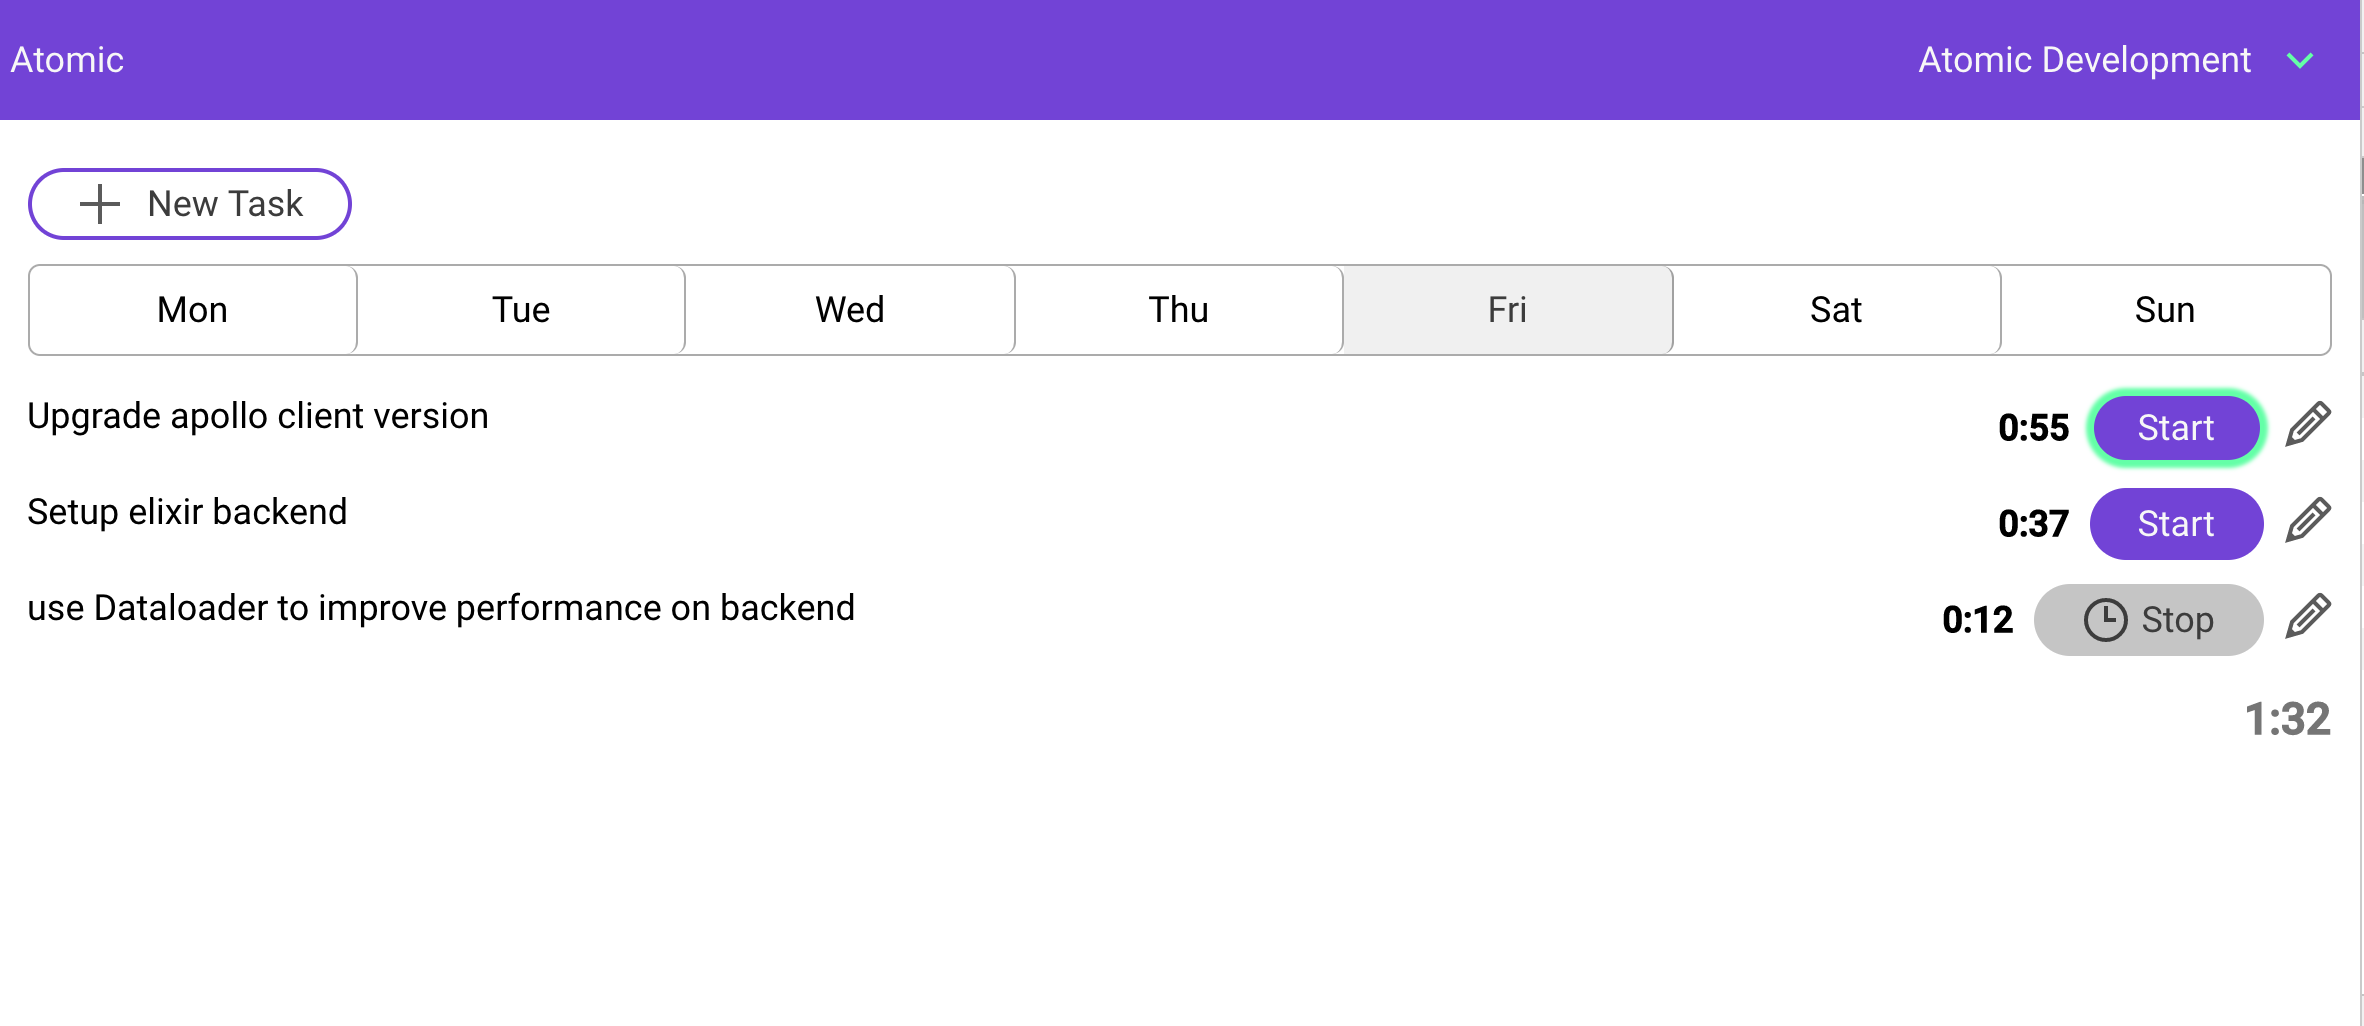 Atomic Atomic Development
New Task
Mon Tue Wed Thu Fri Sat Sun
Upgrade apollo client version 0:55 Start
Setup elixir backend 0:37 Start
use Dataloader to improve performance on backend 0:12 Stop
1:32